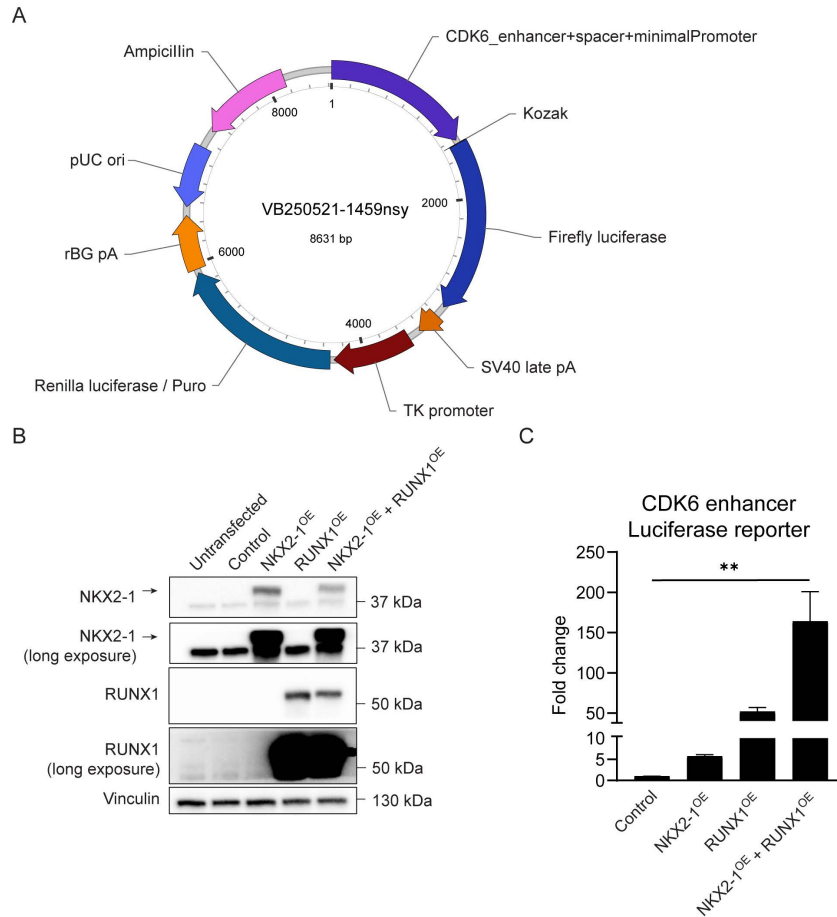 A
Ampicillin
CDK6_enhancer+spacer+minimalPromoter
8000
1
Kozak
pUC ori
2000
VB250521-1459nsy
8631 bp
Firefly luciferase
rBG pA
6000
4000
SV40 late pA
Renilla luciferase / Puro
TK promoter
B
Untransfected
Control
NKX2-1OE
RUNX1OE
NKX2-1OE + RUNX1OE
NKX2-1
37 kDa
NKX2-1
(long exposure)
37 kDa
RUNX1
50 kDa
RUNX1
(long exposure)
50 kDa
Vinculin
130 kDa
C
CDK6 enhancer
Luciferase reporter
Fold change
250
200
150
100
50
10
5
0
**
Control
NKX2-1OE
RUNX1OE
NKX2-1OE + RUNX1OE